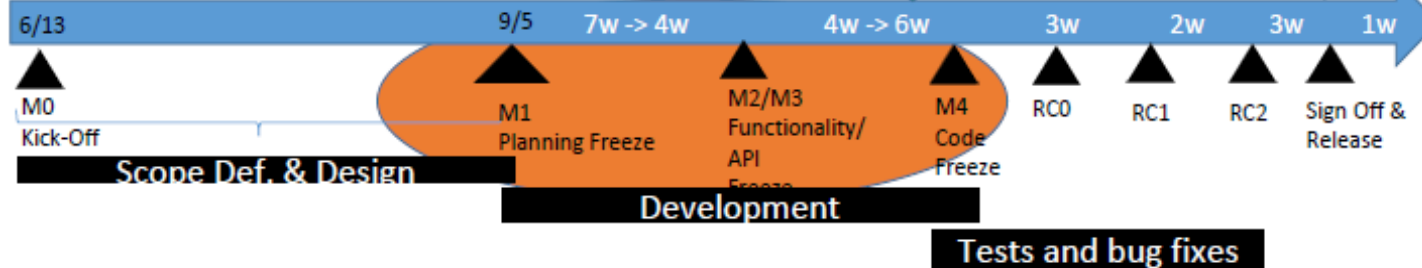 6/13
9/5
7w -> 4w
4w -> 6w
3w
2w
3w
1w
M0
Kick-Off
M1
Planning Freeze
M2/M3
Functionality/
API
Freeze
M4
Code
Freeze
RC0
RC1
RC2
Sign Off &
Release
Scope Def. & Design
Development
Tests and bug fixes